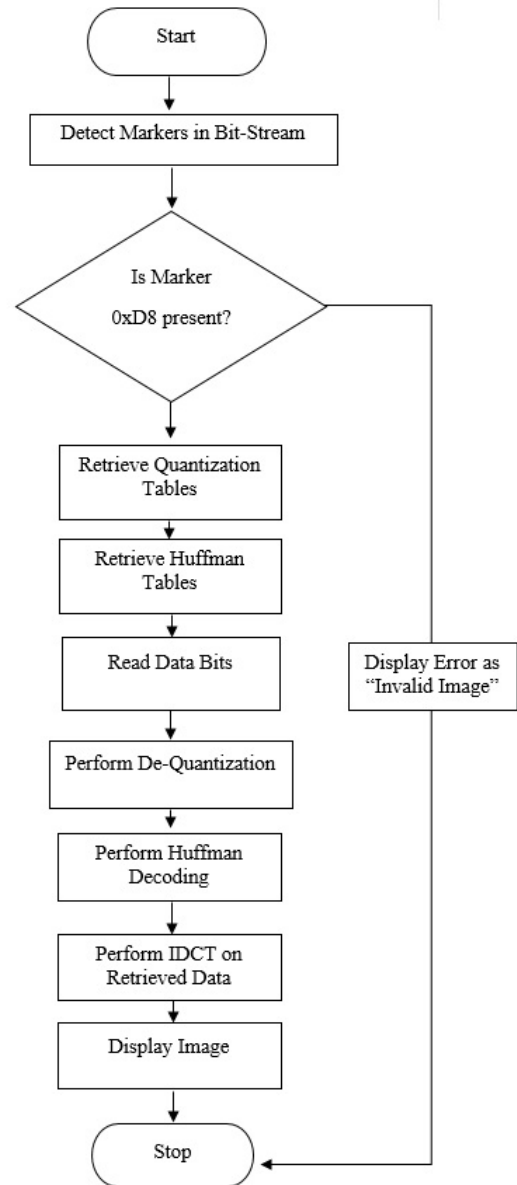 Start
Detect Markers in Bit-Stream
Is Marker
0xD8 present?
Retrieve Quantization
Tables
Retrieve Huffman
Tables
Read Data Bits
Display Error as
“Invalid Image”
Perform De-Quantization
Perform Huffman
Decoding
Perform IDCT on
Retrieved Data
Display Image
Stop